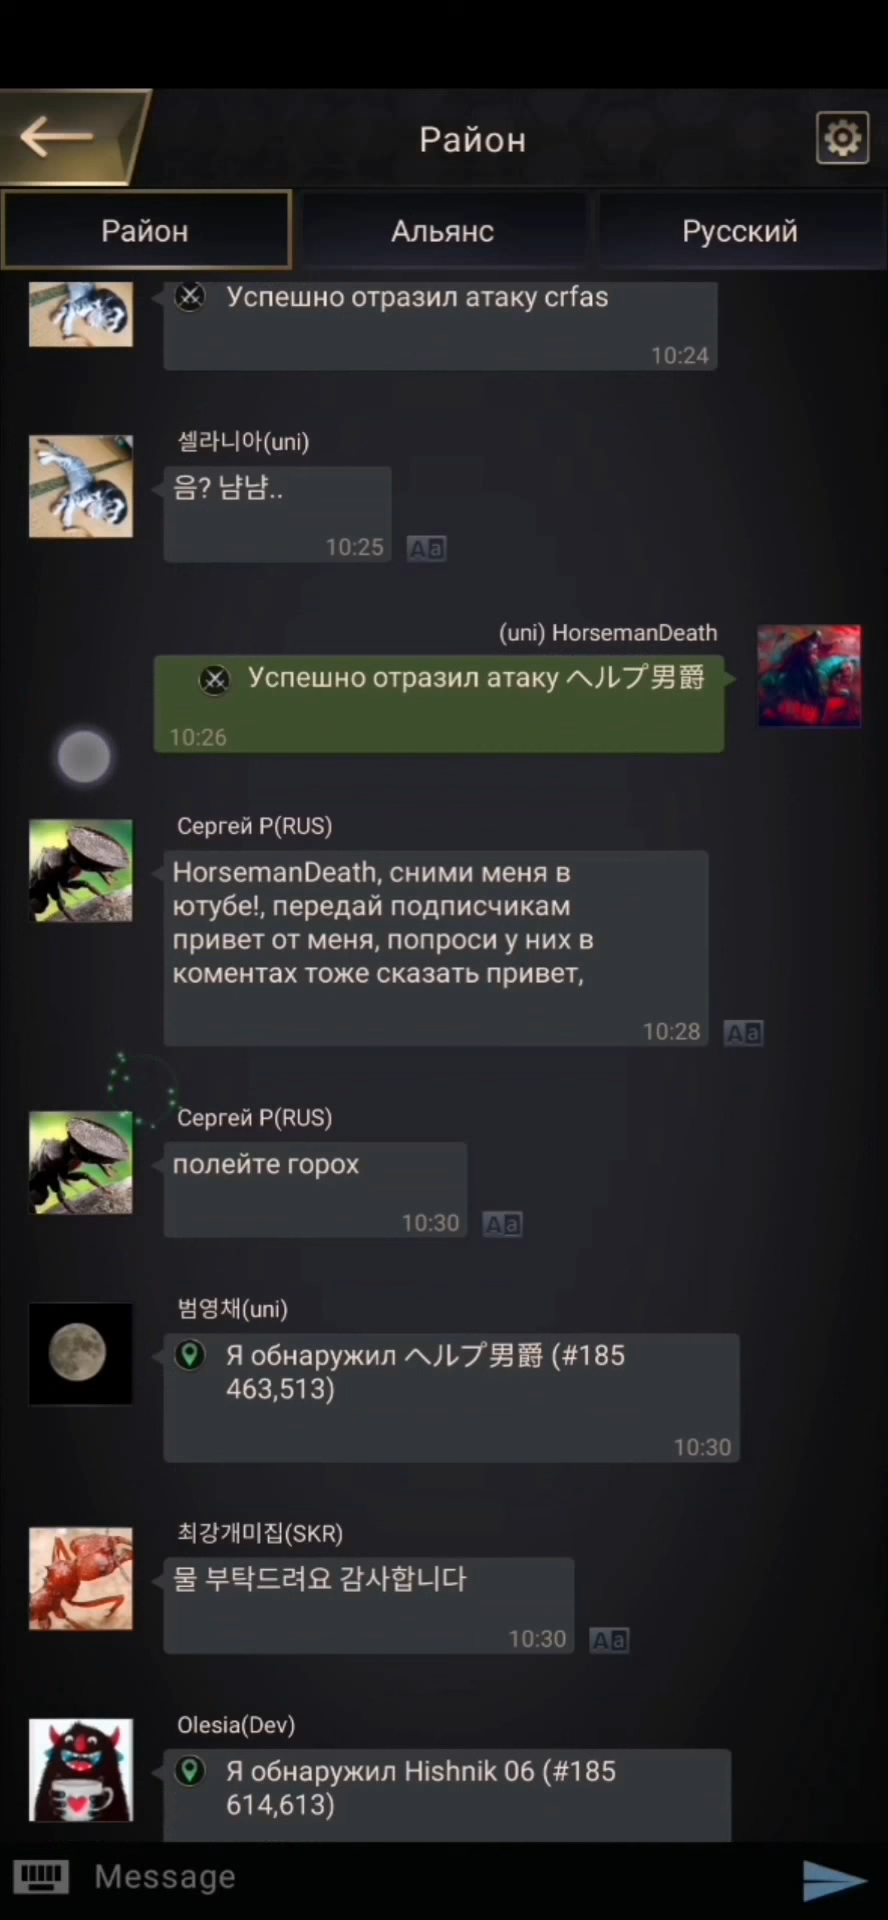 Район
Район
Альянс
Русский
Успешно отразил атаку crfas
10:24
셀라니아(uni)
음? 냠냠..
10:25
Aa
(uni) HorsemanDeath
Успешно отразил атаку ヘルプ男爵
10:26
Сергей Р(RUS)
HorsemanDeath, сними меня в
ютубе!, передай подписчикам
привет от меня, попроси у них в
коментах тоже сказать привет,
10:28
Aa
Сергей Р(RUS)
полейте горох
10:30
Aa
범영채(uni)
Я обнаружил ヘルプ男爵 (#185
463,513)
10:30
최강개미집(SKR)
물 부탁드려요 감사합니다
10:30
Aa
Olesia(Dev)
Я обнаружил Hishnik 06 (#185
614,613)
Message